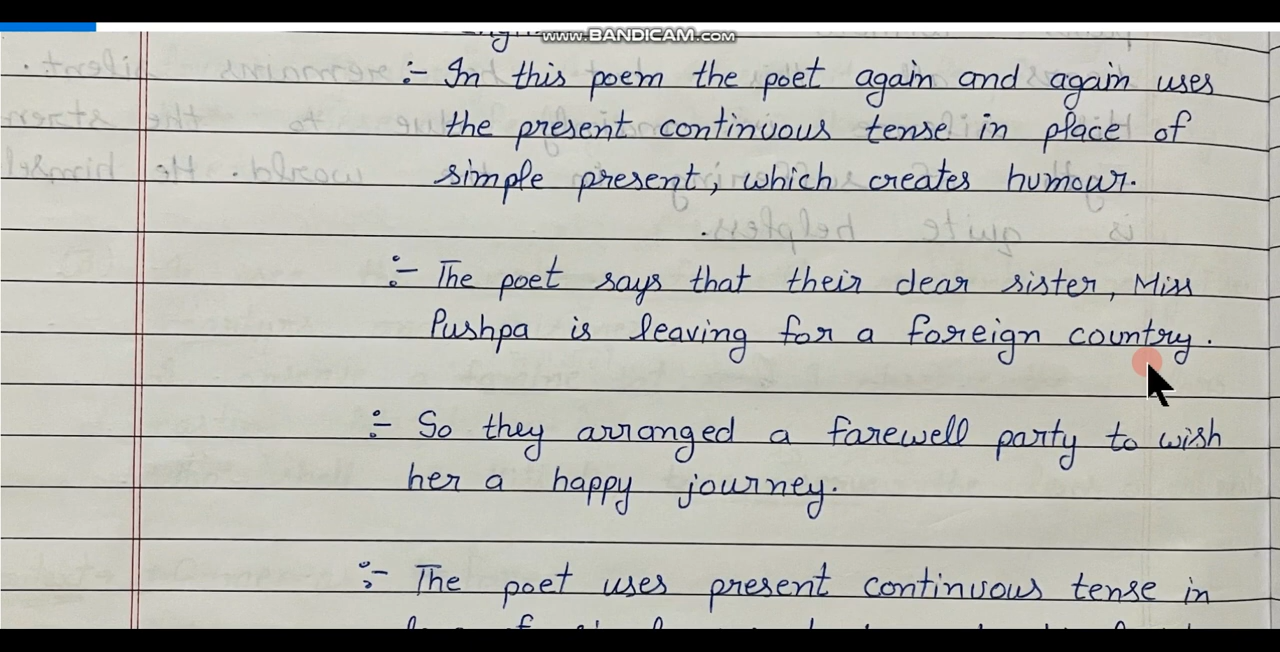 www.BANDICAM.com
:- In this poem the poet again and again uses
the present continuous tense in place of
simple present, which creates humour.
:- The poet says that their dear sister, Miss
Pushpa is leaving for a foreign country.
:- So they arranged a farewell party to wish
her a happy journey.
:- The poet uses present continuous tense in